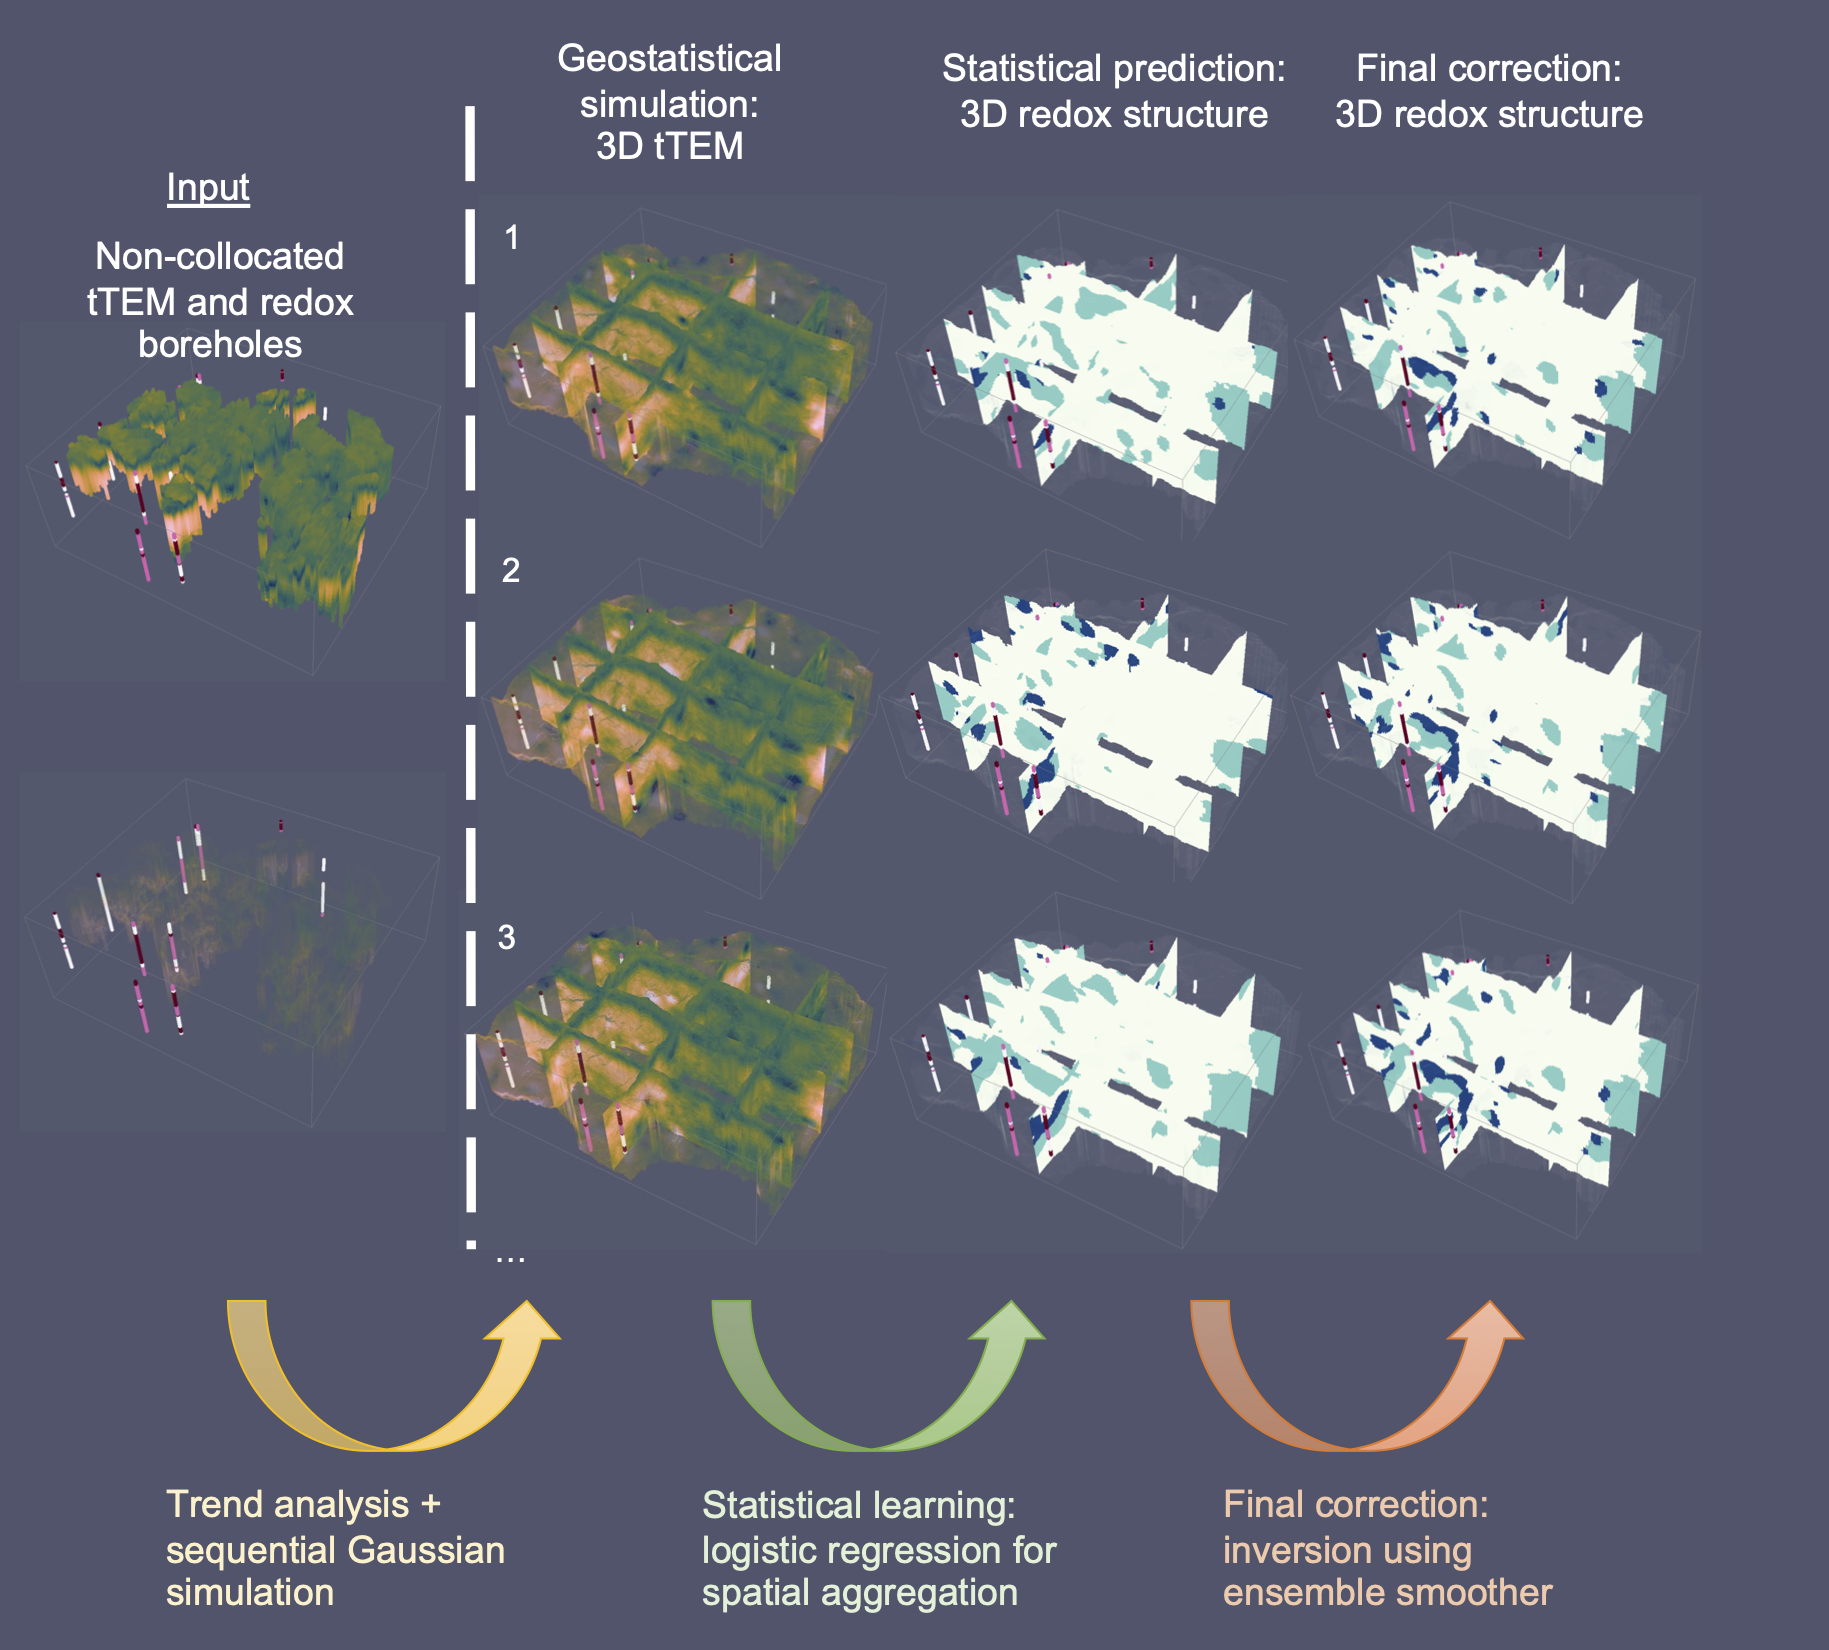 Input
Non-collocated
tTEM and redox
boreholes
Geostatistical
simulation:
3D tTEM
Statistical prediction:
3D redox structure
Final correction:
3D redox structure
1
2
3
...
Trend analysis +
sequential Gaussian
simulation
Statistical learning:
logistic regression for
spatial aggregation
Final correction:
inversion using
ensemble smoother